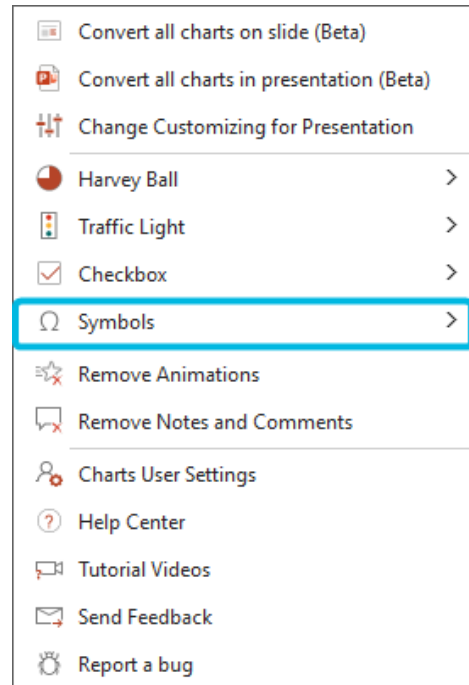 Convert all charts on slide (Beta)
Convert all charts in presentation (Beta)
Change Customizing for Presentation
Harvey Ball
Traffic Light
Checkbox
Symbols
Remove Animations
Remove Notes and Comments
Charts User Settings
Help Center
Tutorial Videos
Send Feedback
Report a bug